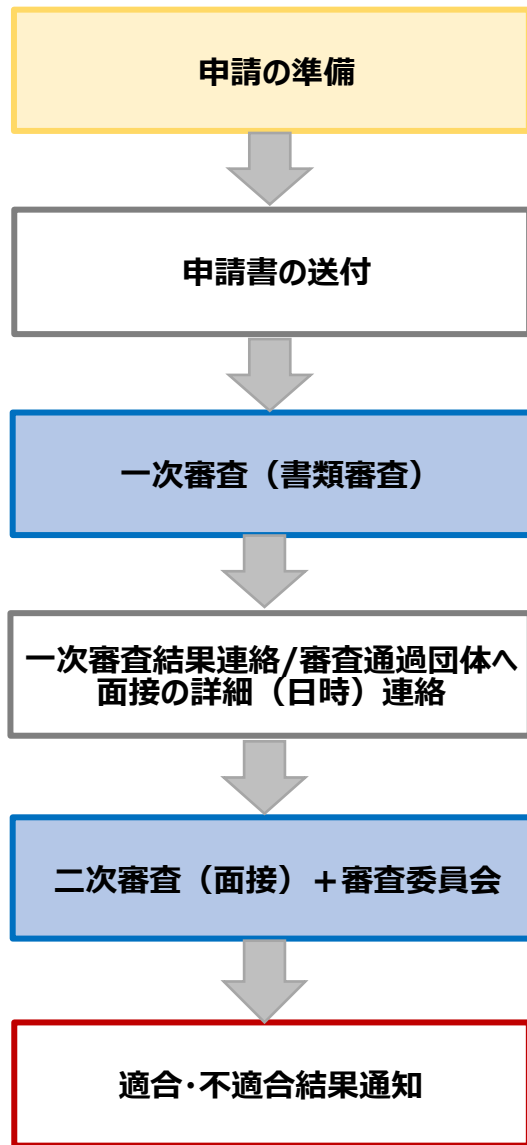 申請の準備
申請書の送付
一次審査（書類審査）
一次審査結果連絡/審査通過団体へ
面接の詳細（日時）連絡
二次審査（面接）＋審査委員会
適合･不適合結果通知